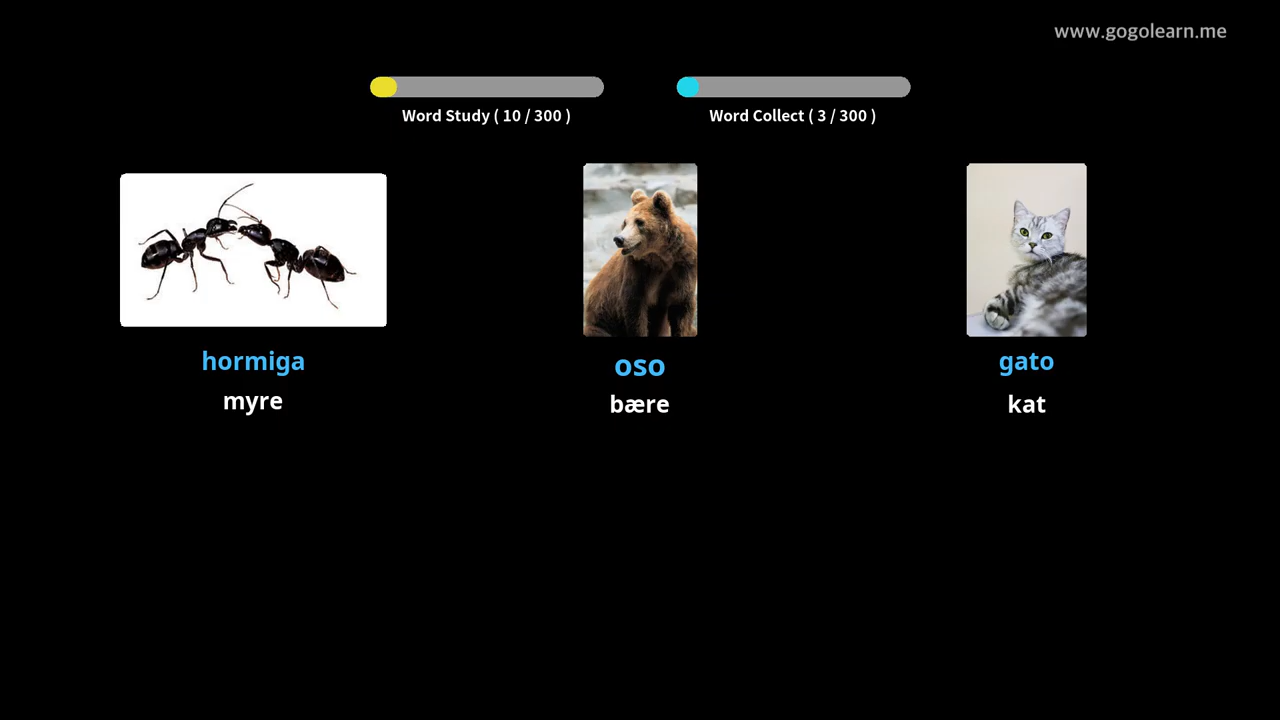 www.gogolearn.me
Word Study ( 10 / 300 )
Word Collect ( 3 / 300 )
hormiga
myre
oso
bære
gato
kat